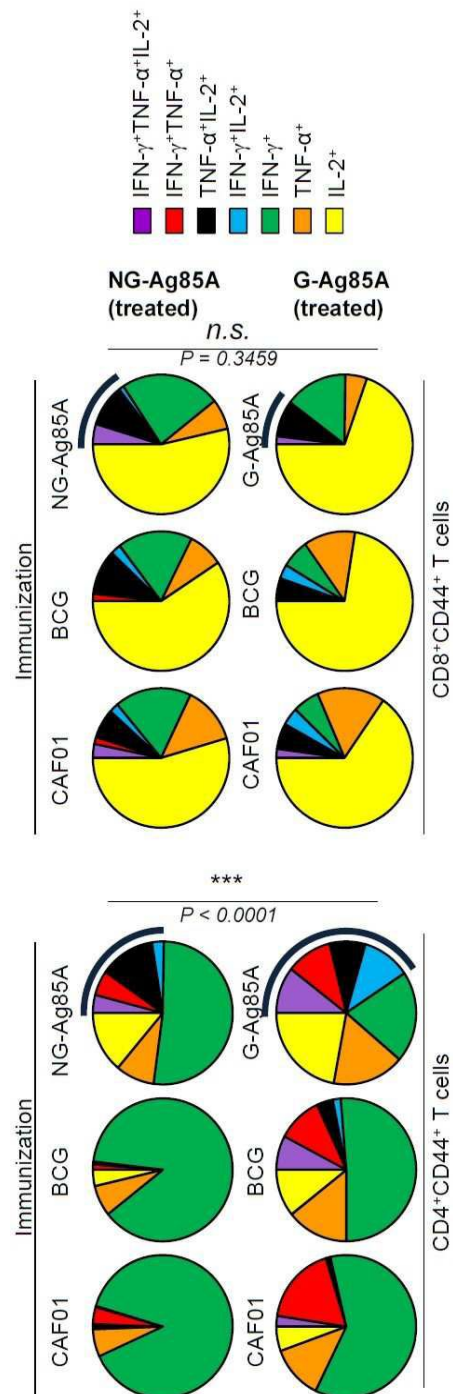 Immunization
CAF01
BCG
NG-Ag85A
CAF01
BCG
G-Ag85A
***
P < 0.0001
CD4⁺CD44⁺ T cells
Immunization
CAF01
BCG
NG-Ag85A
CAF01
BCG
G-Ag85A
n.s.
P = 0.3459
CD8⁺CD44⁺ T cells
NG-Ag85A
(treated)
G-Ag85A
(treated)
IFN-γ⁺TNF-α⁺IL-2⁺
IFN-γ⁺TNF-α⁺
TNF-α⁺IL-2⁺
IFN-γ⁺IL-2⁺
IFN-γ⁺
TNF-α⁺
IL-2⁺